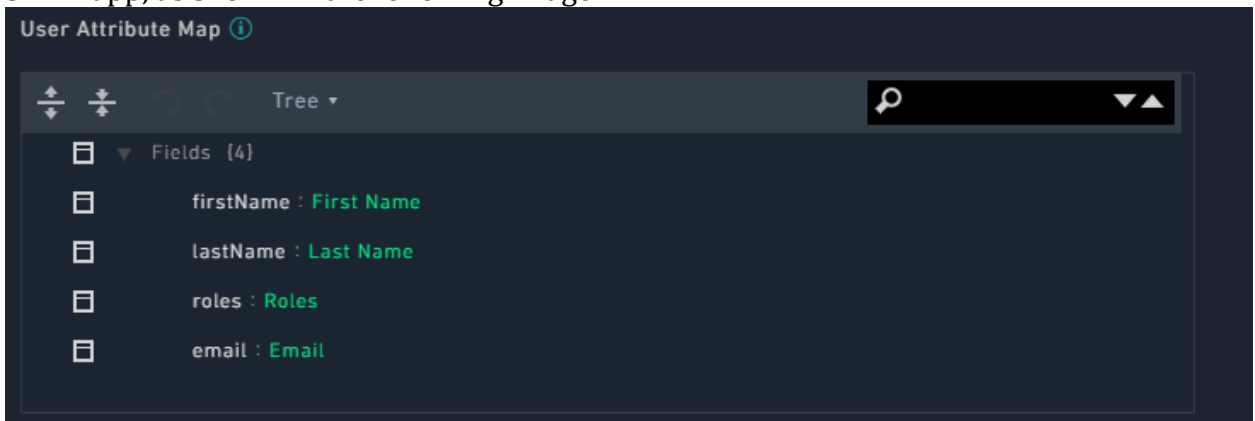 User Attribute Map
Tree
Fields {4}
firstName : First Name
lastName : Last Name
roles : Roles
email : Email